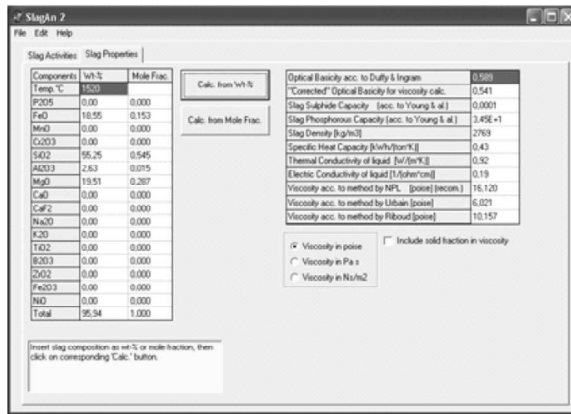 SlagAn 2
File Edit Help
Slag Activities Slag Properties
Components Wt-% Mole Frac.
Temp.°C 1520
P2O5 0,00 0,000
FeO 18,55 0,153
MnO 0,00 0,000
Cr2O3 0,00 0,000
SiO2 55,25 0,545
Al2O3 2,63 0,015
MgO 19,51 0,287
CaO 0,00 0,000
CaF2 0,00 0,000
Na2O 0,00 0,000
K2O 0,00 0,000
TiO2 0,00 0,000
B2O3 0,00 0,000
ZrO2 0,00 0,000
Fe2O3 0,00 0,000
NiO 0,00 0,000
Total 95,94 1,000
Calc. from Wt-%
Calc. from Mole Frac.
Optical Basicity acc. to Duffy & Ingram 0,589
"Corrected" Optical Basicity for viscosity calc. 0,541
Slag Sulphide Capacity (acc. to Young & al.) 0,0001
Slag Phosphorous Capacity (acc. to Young & al.) 3,45E+1
Slag Density [kg/m3] 2769
Specific Heat Capacity [kWh/(ton*K)] 0,43
Thermal Conductivity of liquid [W/(m*K)] 0,92
Electric Conductivity of liquid [1/(ohm*cm)] 0,19
Viscosity acc. to method by NPL [poise] (recom.) 16,120
Viscosity acc. to method by Urbain [poise] 6,021
Viscosity acc. to method by Riboud [poise] 10,157
Viscosity in poise
Viscosity in Pa s
Viscosity in Ns/m2
Include solid fraction in viscosity
Insert slag composition as wt-% or mole fraction, then
click on corresponding 'Calc.' button.